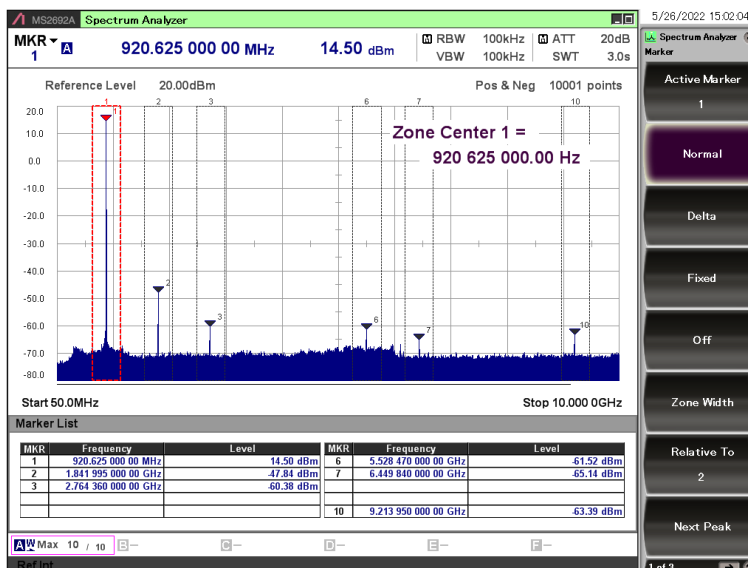 MS2692A Spectrum Analyzer
5/26/2022 15:02:04
MKR 1 A 920.625 000 00 MHz 14.50 dBm
RBW 100kHz
VBW 100kHz
ATT 20dB
SWT 3.0s
Spectrum Analyzer
Marker
Reference Level 20.00dBm Pos & Neg 10001 points
1 2 3 6 7 10
20.0
10.0
0.0
-10.0
-20.0
-30.0
-40.0
-50.0
-60.0
-70.0
-80.0
1
2
3
6
7
10
Zone Center 1 =
920 625 000.00 Hz
Start 50.0MHz Stop 10.000 0GHz
Marker List
MKR Frequency Level MKR Frequency Level
1 920.625 000 00 MHz 14.50 dBm 6 5.528 470 000 00 GHz -61.52 dBm
2 1.841 995 000 00 GHz -47.84 dBm 7 6.449 840 000 00 GHz -65.14 dBm
3 2.764 360 000 00 GHz -60.38 dBm
10 9.213 950 000 00 GHz -63.39 dBm
A W Max 10 / 10 B- C- D- E- F-
Ref.Int
Active Marker
1
Normal
Delta
Fixed
Off
Zone Width
Relative To
2
Next Peak
1 of 3